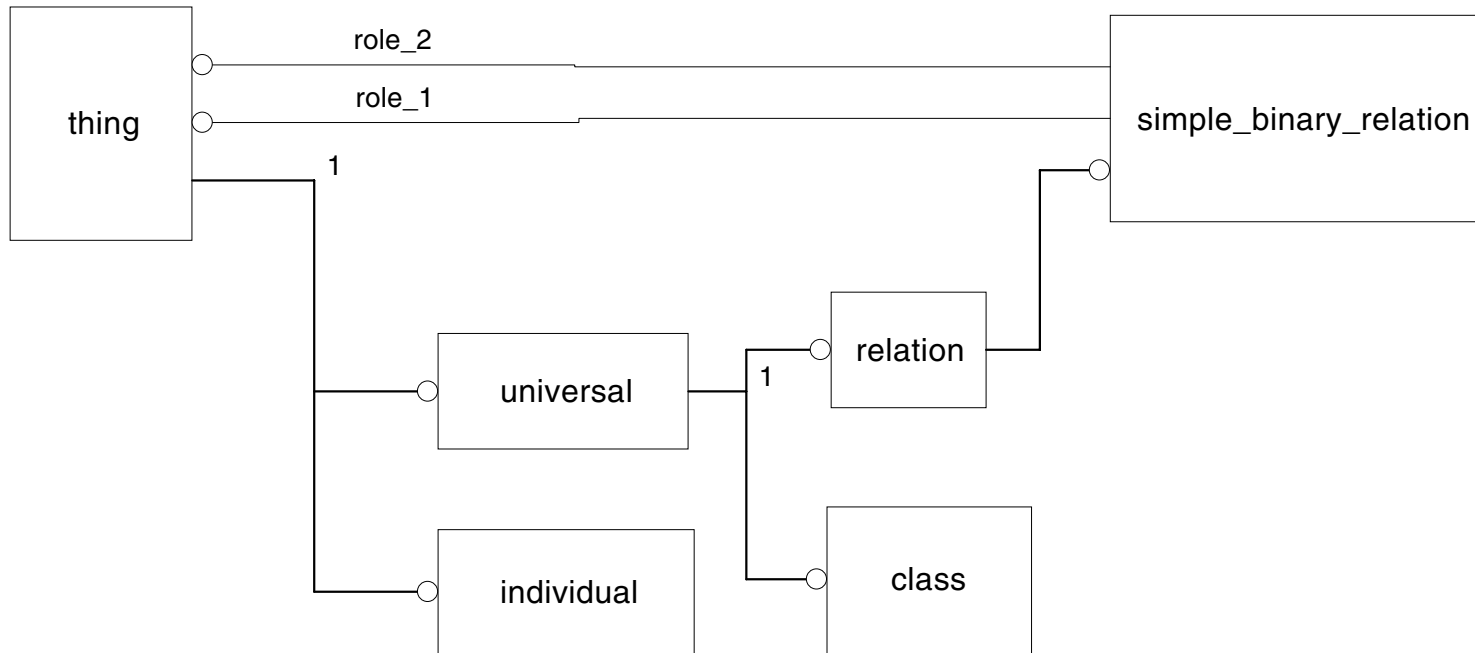 role_2
role_1
thing
simple_binary_relation
1
relation
1
universal
class
individual